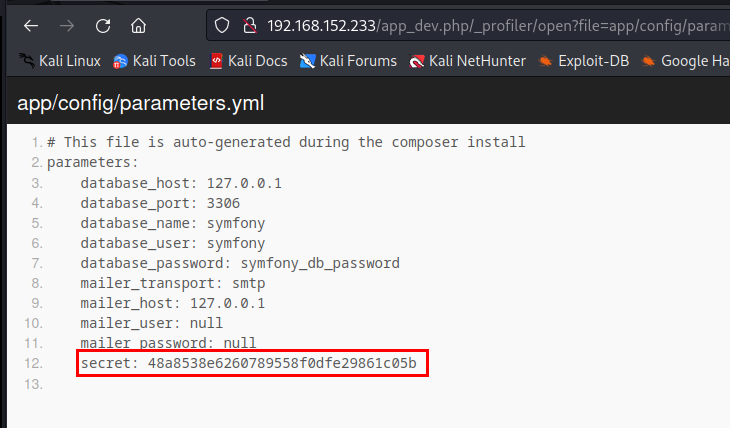 192.168.152.233/app_dev.php/_profiler/open?file=app/config/param
Kali Linux Kali Tools Kali Docs Kali Forums Kali NetHunter Exploit-DB Google Ha
app/config/parameters.yml
1. # This file is auto-generated during the composer install
2. parameters:
3. database_host: 127.0.0.1
4. database_port: 3306
5. database_name: symfony
6. database_user: symfony
7. database_password: symfony_db_password
8. mailer_transport: smtp
9. mailer_host: 127.0.0.1
10. mailer_user: null
11. mailer_password: null
12. secret: 48a8538e6260789558f0dfe29861c05b
13.